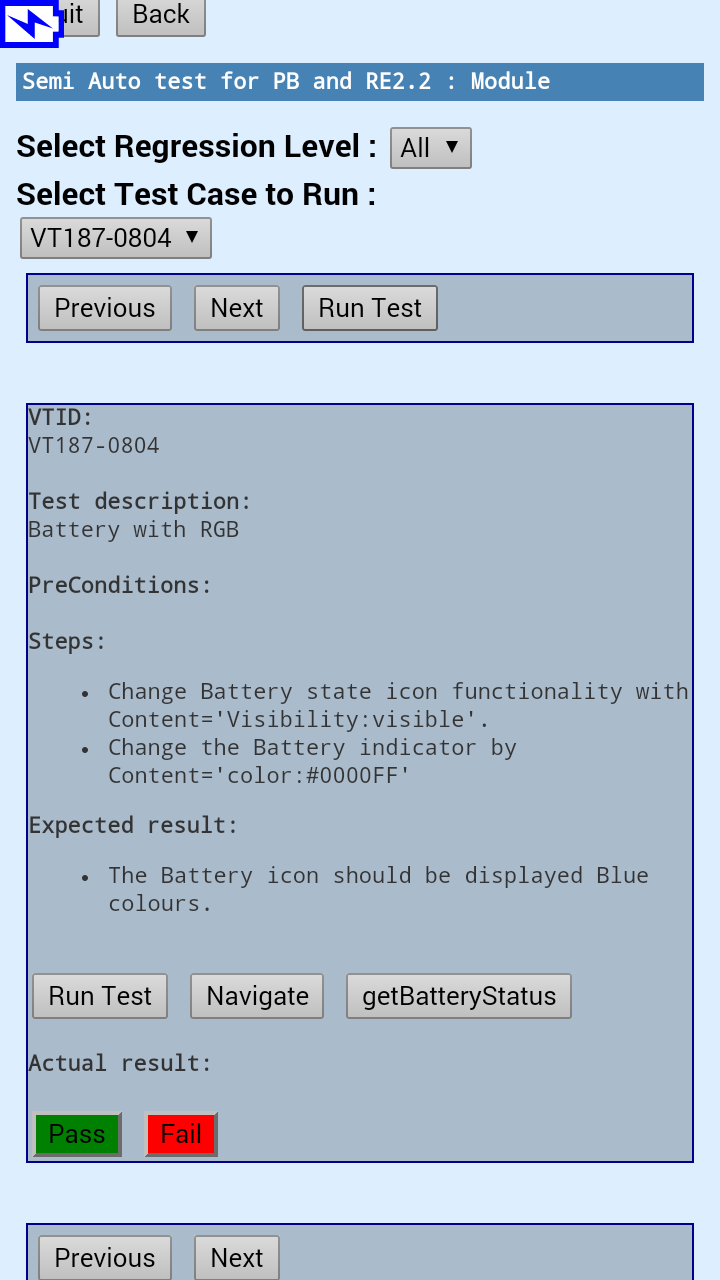 Back
Semi Auto test for PB and RE2.2 : Module
Select Regression Level : All ▼
Select Test Case to Run :
VT187-0804 ▼
Previous Next Run Test
VTID:
VT187-0804
Test description:
Battery with RGB
PreConditions:
Steps:
• Change Battery state icon functionality with
Content='Visibility:visible'.
• Change the Battery indicator by
Content='color:#0000FF'
Expected result:
• The Battery icon should be displayed Blue
colours.
Run Test Navigate getBatteryStatus
Actual result:
Pass Fail
Previous Next